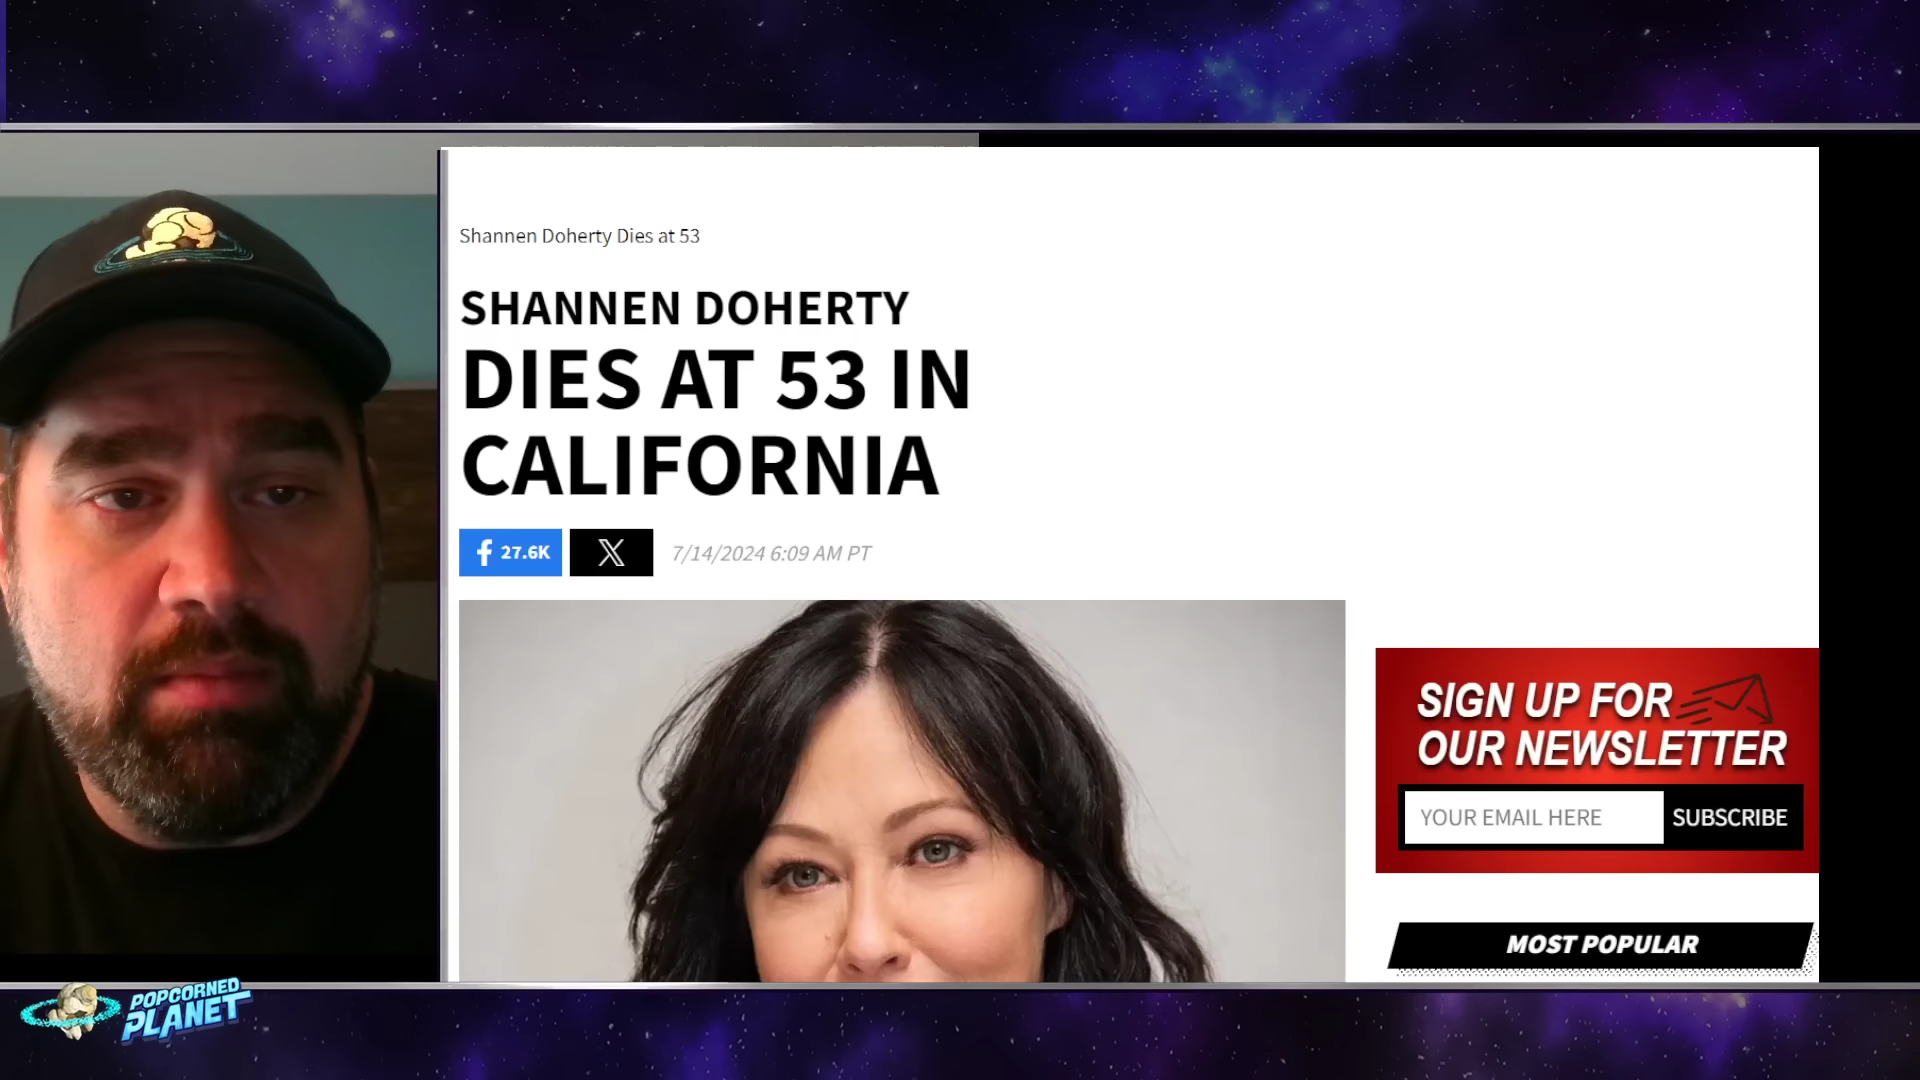 Shannen Doherty Dies at 53
SHANNEN DOHERTY
DIES AT 53 IN
CALIFORNIA
27.6K
7/14/2024 6:09 AM PT
SIGN UP FOR
OUR NEWSLETTER
YOUR EMAIL HERE SUBSCRIBE
MOST POPULAR
POPCORNED
PLANET